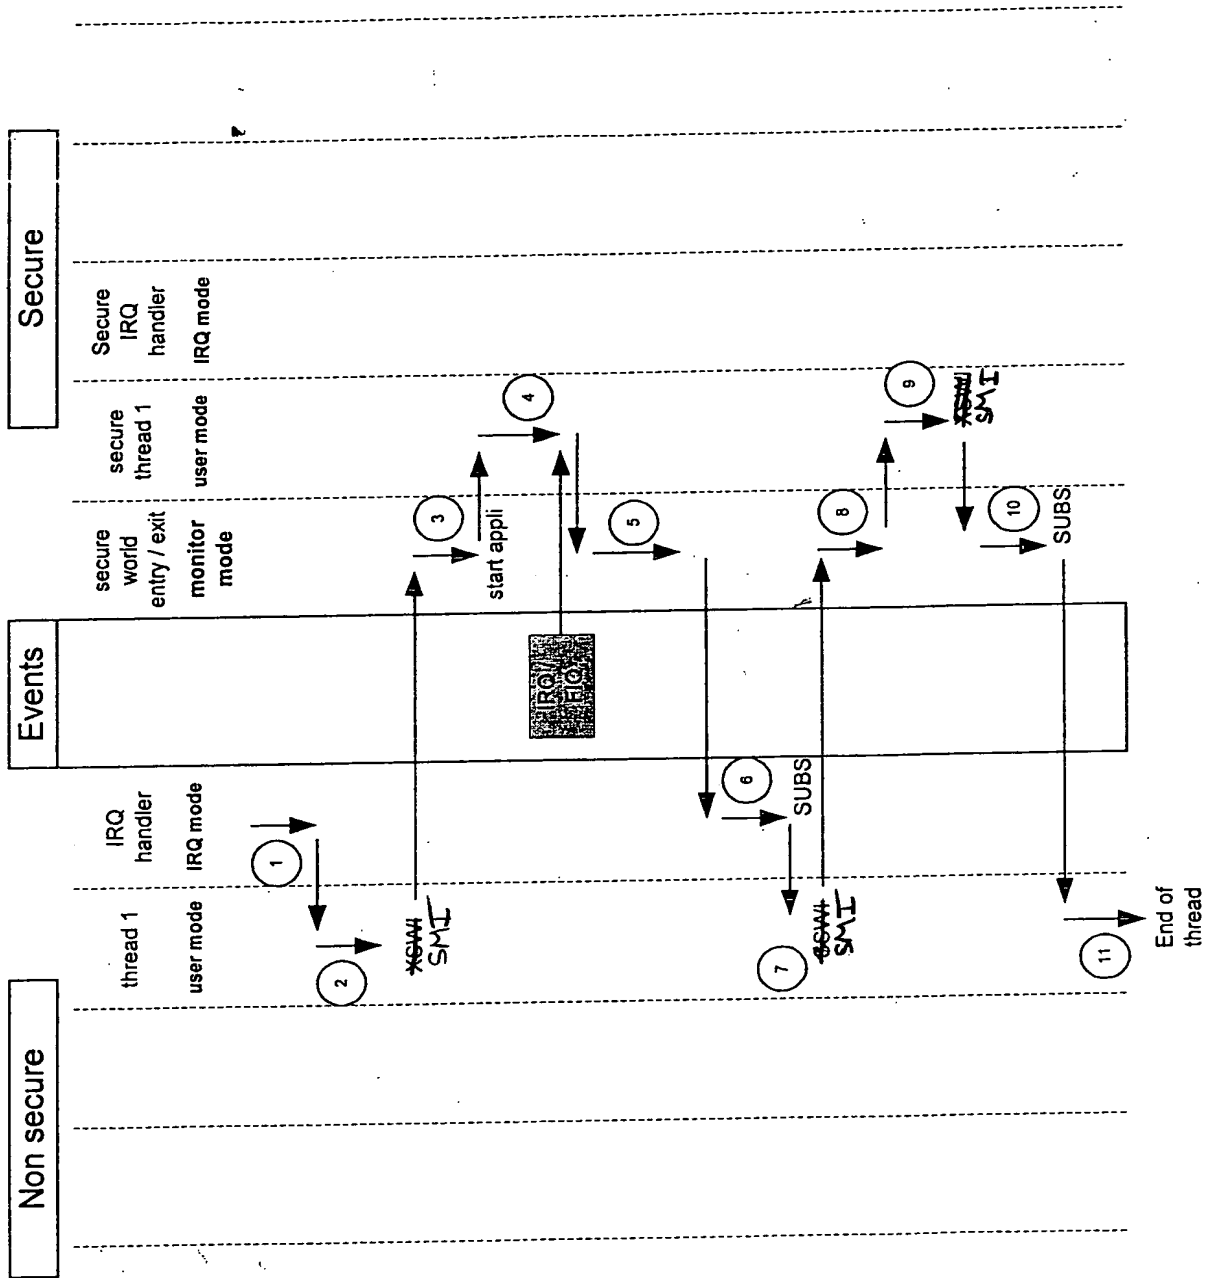 Non secure
Events
Secure
thread 1
user mode
IRQ
handler
IRQ mode
secure
world
entry / exit
monitor
mode
secure
thread 1
user mode
Secure
IRQ
handler
IRQ mode
1
2
XSWI
SMI
3
start appli
4
IRQ /
FIQ
5
6
SUBS
7
SMI
8
9
SMI
10
SUBS
11
End of
thread